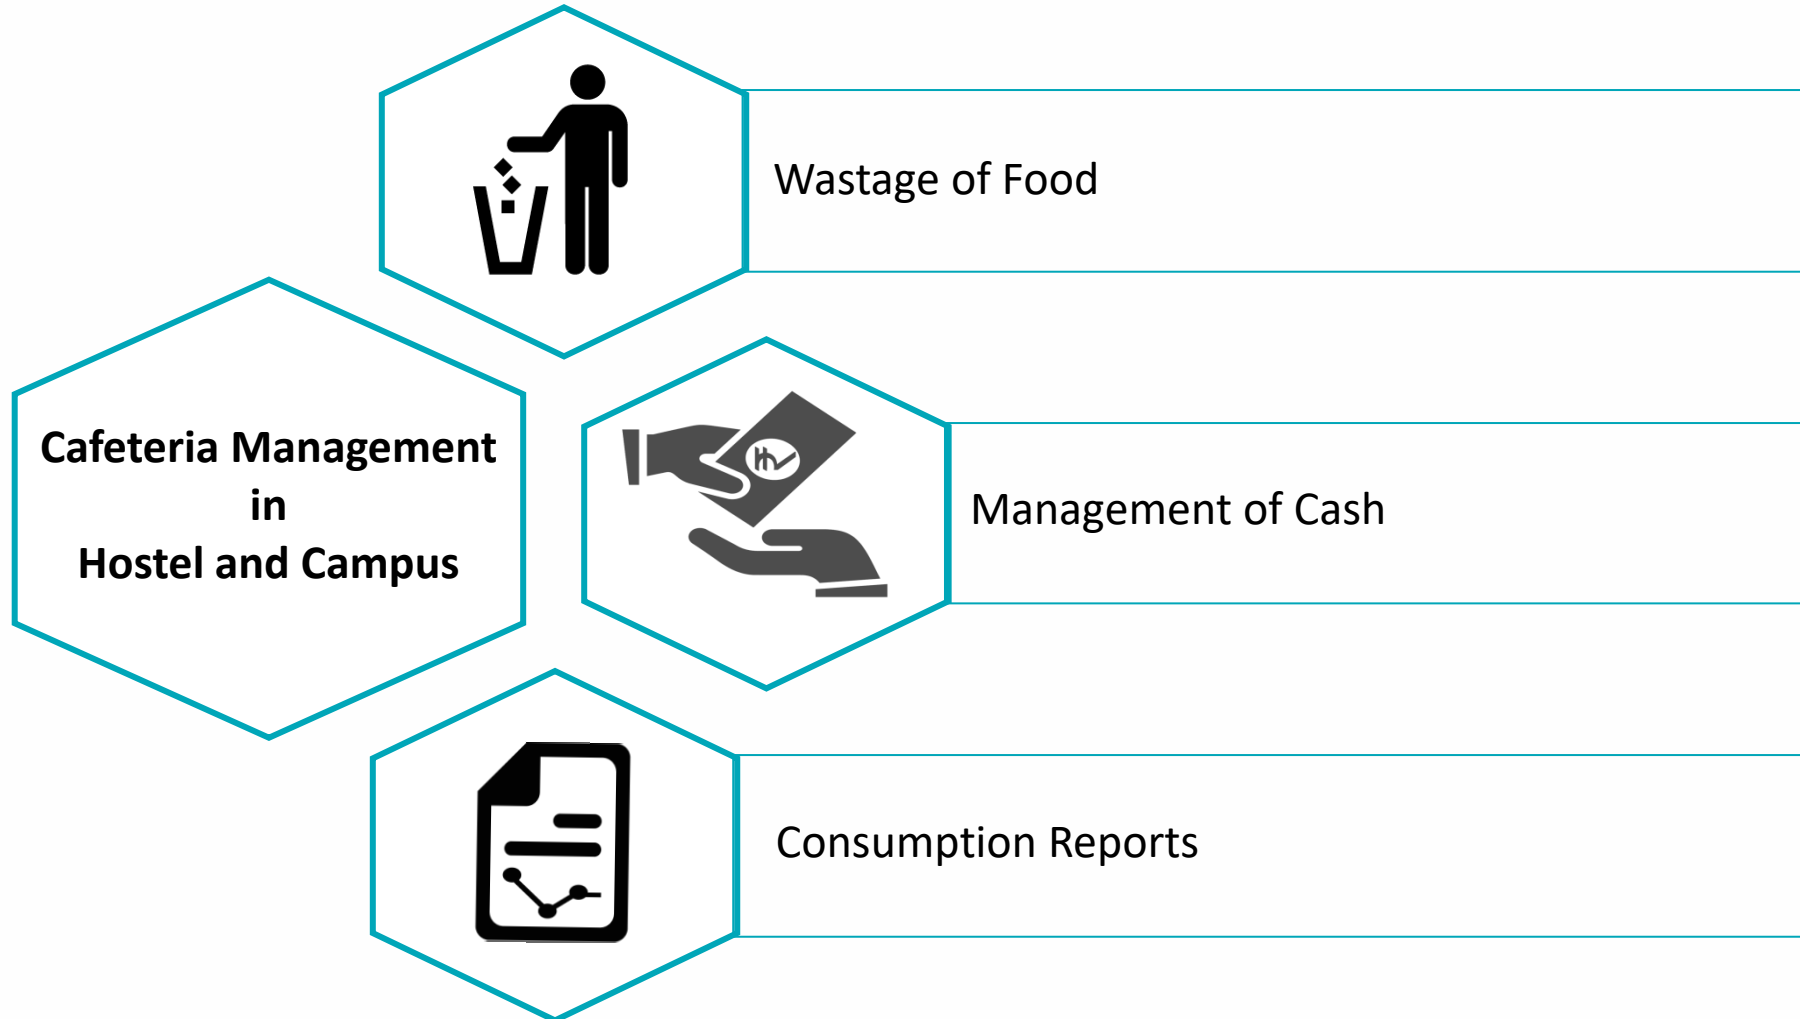 Cafeteria Management
in
Hostel and Campus
Wastage of Food
Management of Cash
Consumption Reports